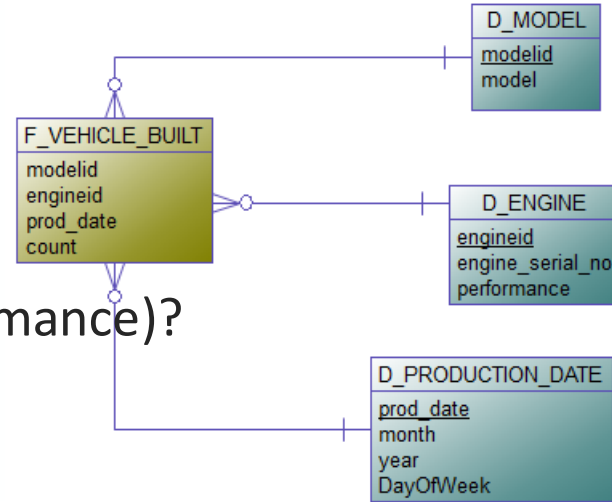 D_MODEL
modelid
model
F_VEHICLE_BUILT
modelid
engineid
prod_date
count
D_ENGINE
engineid
engine_serial_no
performance
mance)?
D_PRODUCTION_DATE
prod_date
month
year
DayOfWeek